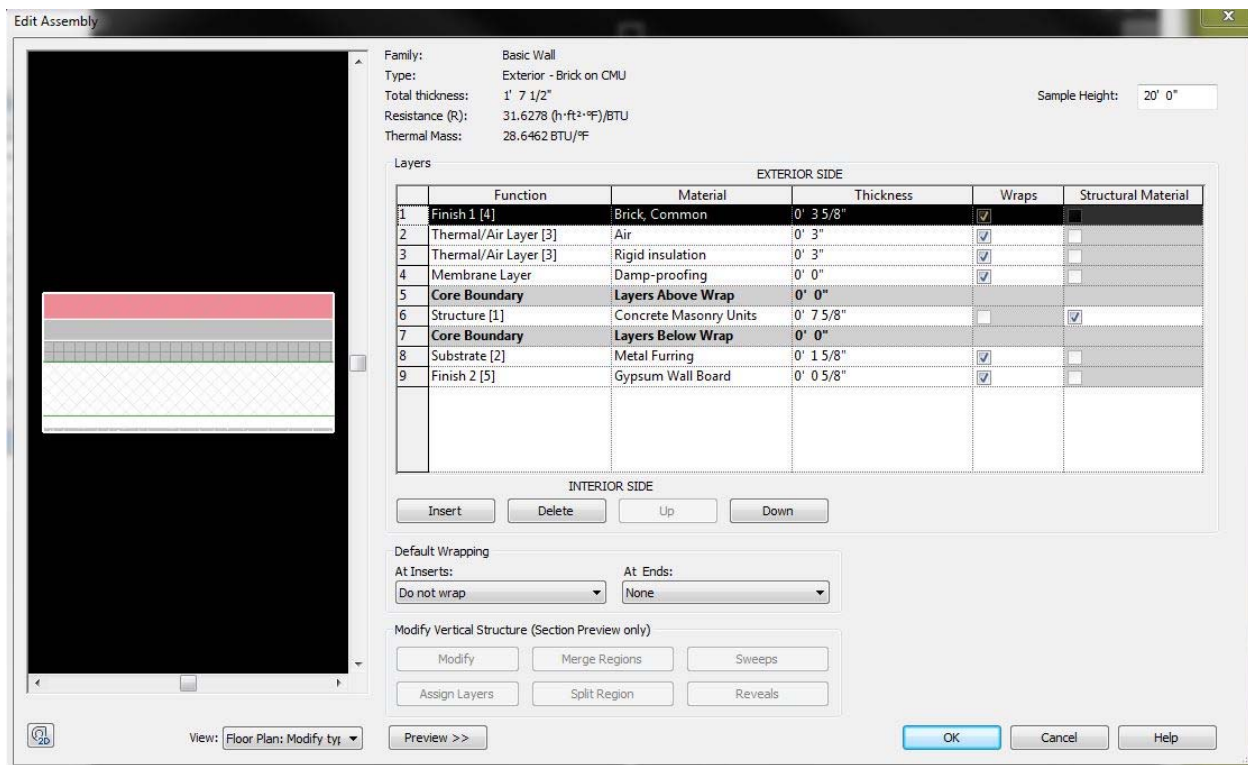 Edit Assembly
x
Family: Basic Wall
Type: Exterior - Brick on CMU
Total thickness: 1' 7 1/2"
Sample Height: 20' 0"
Resistance (R): 31.6278 (h·ft²·°F)/BTU
Thermal Mass: 28.6462 BTU/°F
Layers
EXTERIOR SIDE
Function Material Thickness Wraps Structural Material
1 Finish 1 [4] Brick, Common 0' 3 5/8"
2 Thermal/Air Layer [3] Air 0' 3"
3 Thermal/Air Layer [3] Rigid insulation 0' 3"
4 Membrane Layer Damp-proofing 0' 0"
5 Core Boundary Layers Above Wrap 0' 0"
6 Structure [1] Concrete Masonry Units 0' 7 5/8"
7 Core Boundary Layers Below Wrap 0' 0"
8 Substrate [2] Metal Furring 0' 1 5/8"
9 Finish 2 [5] Gypsum Wall Board 0' 0 5/8"
INTERIOR SIDE
Insert Delete Up Down
Default Wrapping
At Inserts: At Ends:
Do not wrap None
Modify Vertical Structure (Section Preview only)
Modify Merge Regions Sweeps
Assign Layers Split Region Reveals
2D View: Floor Plan: Modify typ Preview >> OK Cancel Help